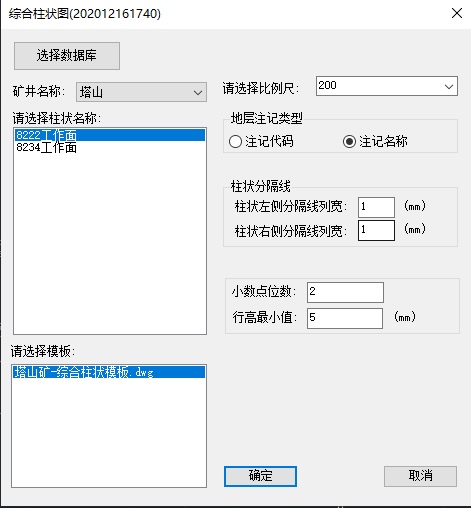 综合柱状图(202012161740)
选择数据库
矿井名称: 塔山
请选择比例尺: 200
请选择柱状名称:
8222工作面
8234工作面
地层注记类型
注记代码 注记名称
柱状分隔线
柱状左侧分隔线列宽: 1 (mm)
柱状右侧分隔线列宽: 1 (mm)
小数点位数: 2
行高最小值: 5 (mm)
请选择模板:
塔山矿-综合柱状模板.dwg
确定 取消